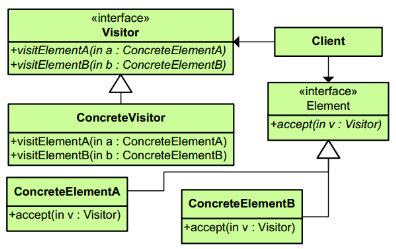 «interface»
Visitor
+visitElementA(in a : ConcreteElementA)
+visitElementB(in b : ConcreteElementB)
Client
«interface»
Element
+accept(in v : Visitor)
ConcreteVisitor
+visitElementA(in a : ConcreteElementA)
+visitElementB(in b : ConcreteElementB)
ConcreteElementA
+accept(in v : Visitor)
ConcreteElementB
+accept(in v : Visitor)